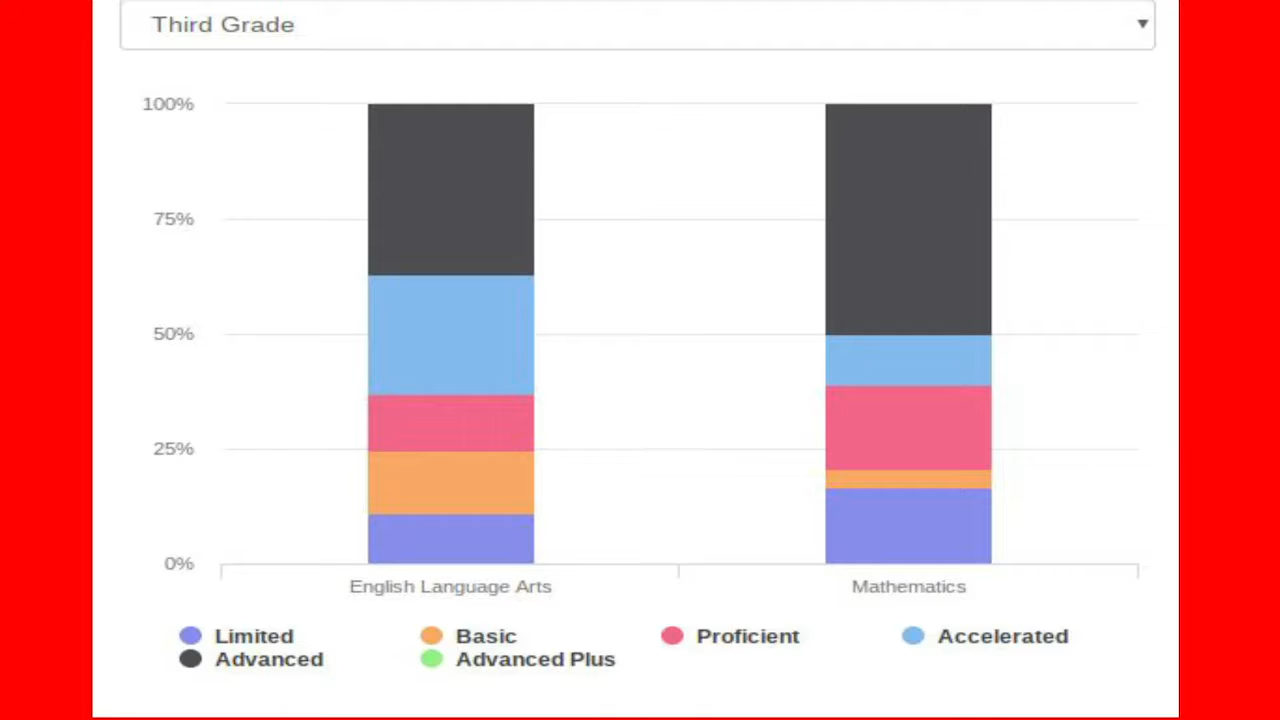 Third Grade
100%
75%
50%
25%
0%
English Language Arts Mathematics
Limited Basic Proficient Accelerated
Advanced Advanced Plus